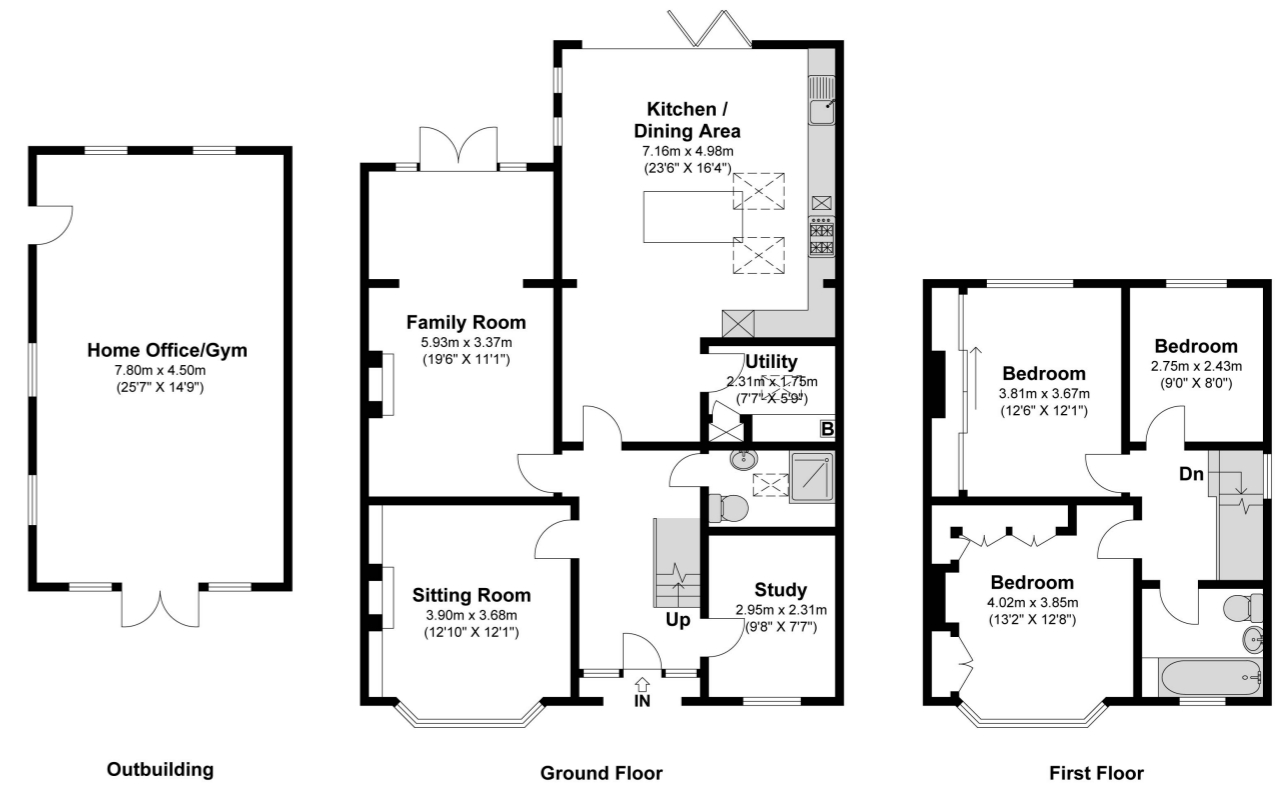 Home Office/Gym
7.80m x 4.50m
(25'7" X 14'9")
Outbuilding
Kitchen /
Dining Area
7.16m x 4.98m
(23'6" X 16'4")
Family Room
5.93m x 3.37m
(19'6" X 11'1")
Utility
2.31m x 1.75m
(7'7" X 5'9")
B
Sitting Room
3.90m x 3.68m
(12'10" X 12'1")
Up
Study
2.95m x 2.31m
(9'8" X 7'7")
IN
Ground Floor
Bedroom
3.81m x 3.67m
(12'6" X 12'1")
Bedroom
2.75m x 2.43m
(9'0" X 8'0")
Dn
Bedroom
4.02m x 3.85m
(13'2" X 12'8")
First Floor